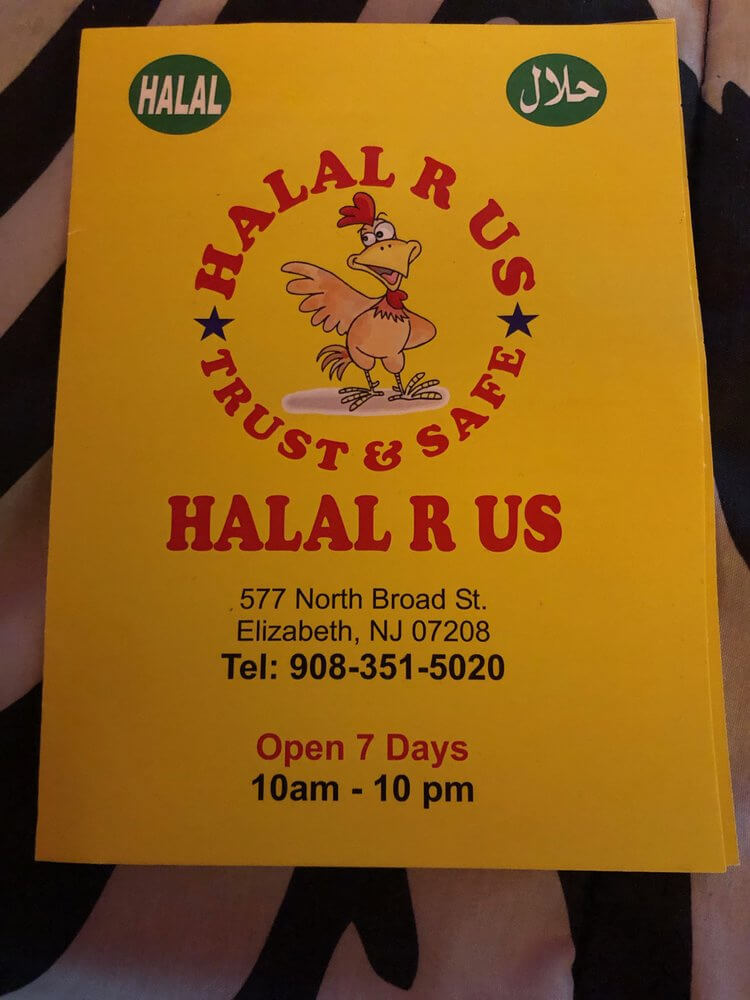 HALAL
حلال
HALAL R US
TRUST & SAFE
HALAL R US
577 North Broad St.
Elizabeth, NJ 07208
Tel: 908-351-5020
Open 7 Days
10am - 10 pm